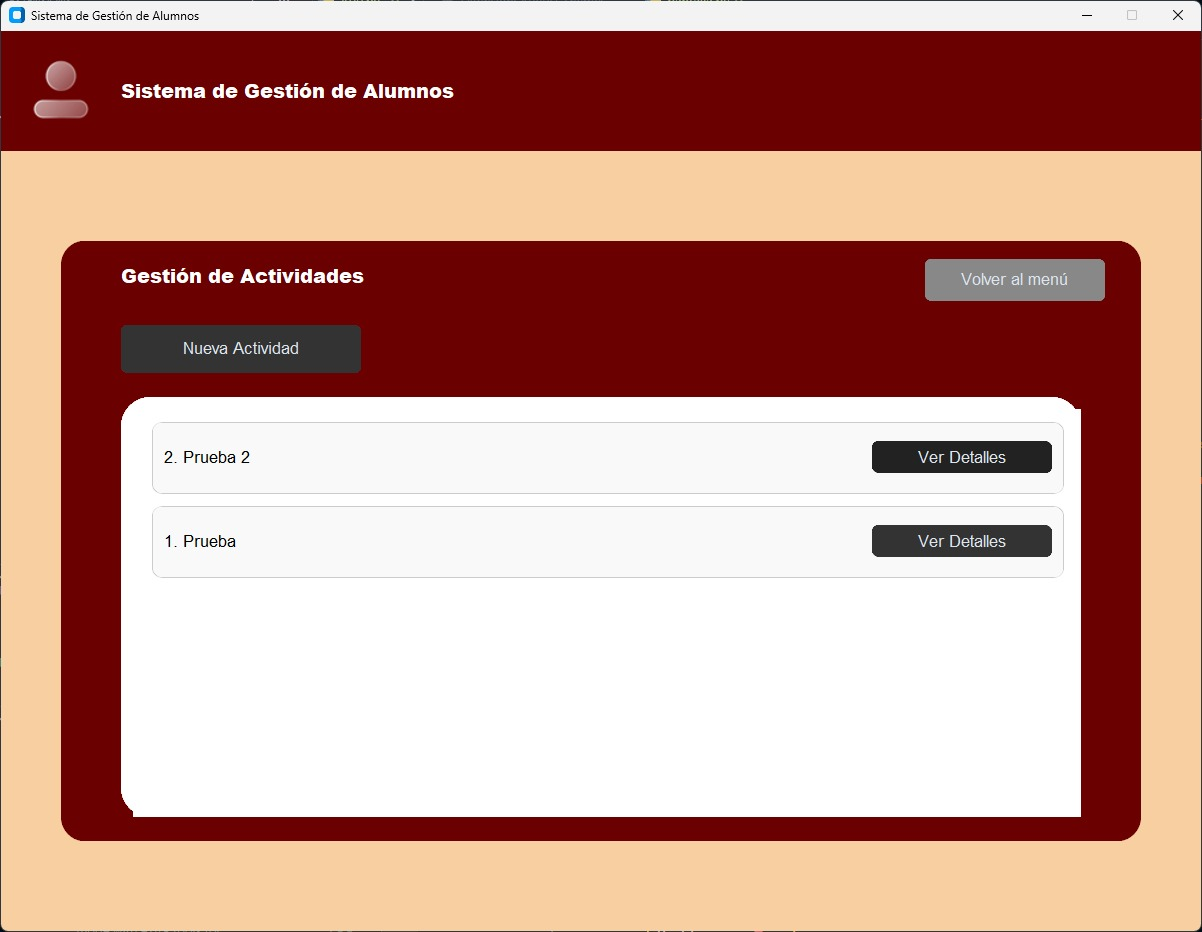 Sistema de Gestión de Alumnos
Sistema de Gestión de Alumnos
Gestión de Actividades
Volver al menú
Nueva Actividad
2. Prueba 2
Ver Detalles
1. Prueba
Ver Detalles